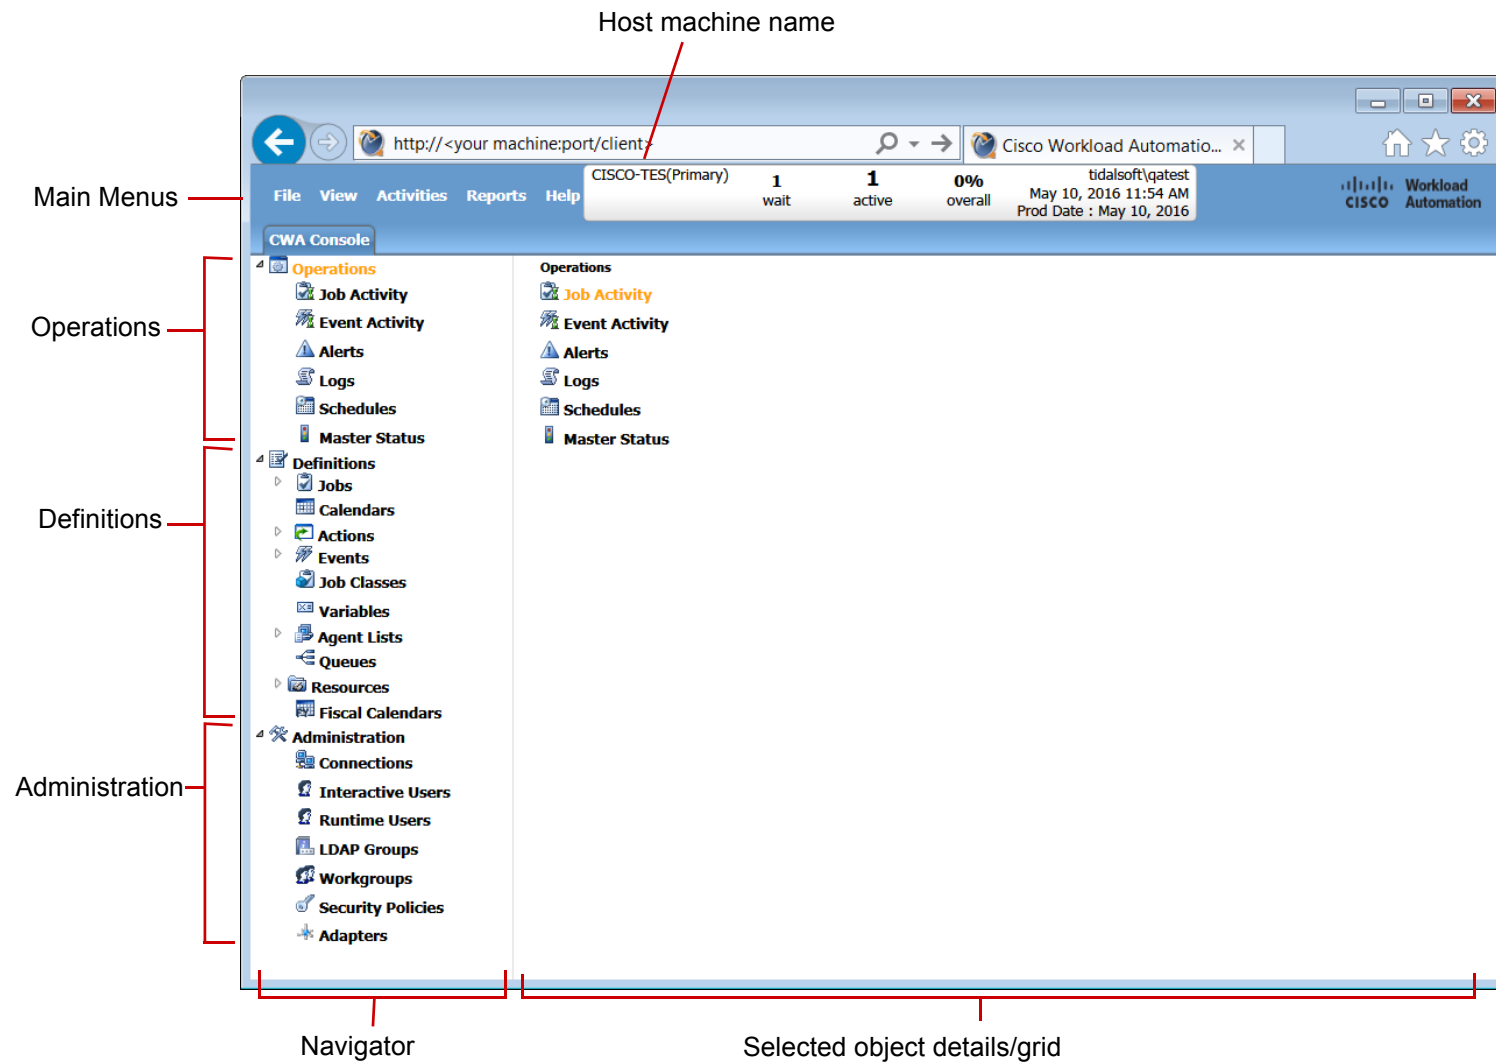 Host machine name
http://<your machine:port/client>
Cisco Workload Automatio...
Main Menus
File View Activities Reports Help
CISCO-TES(Primary)
1
wait
1
active
0%
overall
tidalsoft\qatest
May 10, 2016 11:54 AM
Prod Date : May 10, 2016
CISCO
Workload
Automation
CWA Console
Operations
Operations
Job Activity
Event Activity
Alerts
Logs
Schedules
Master Status
Definitions
Definitions
Jobs
Calendars
Actions
Events
Job Classes
Variables
Agent Lists
Queues
Resources
Fiscal Calendars
Administration
Administration
Connections
Interactive Users
Runtime Users
LDAP Groups
Workgroups
Security Policies
Adapters
Operations
Job Activity
Event Activity
Alerts
Logs
Schedules
Master Status
Navigator
Selected object details/grid